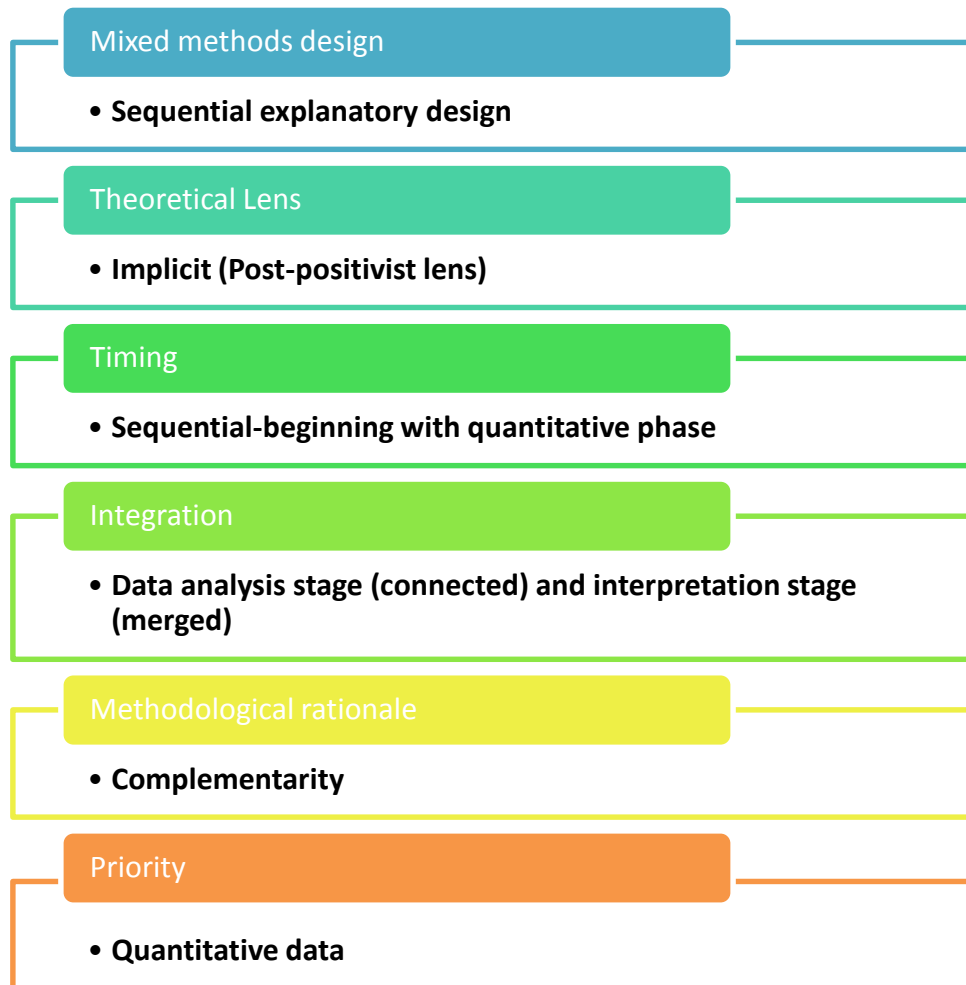 Mixed methods design
• Sequential explanatory design
Theoretical Lens
• Implicit (Post-positivist lens)
Timing
• Sequential-beginning with quantitative phase
Integration
• Data analysis stage (connected) and interpretation stage
(merged)
Methodological rationale
• Complementarity
Priority
• Quantitative data